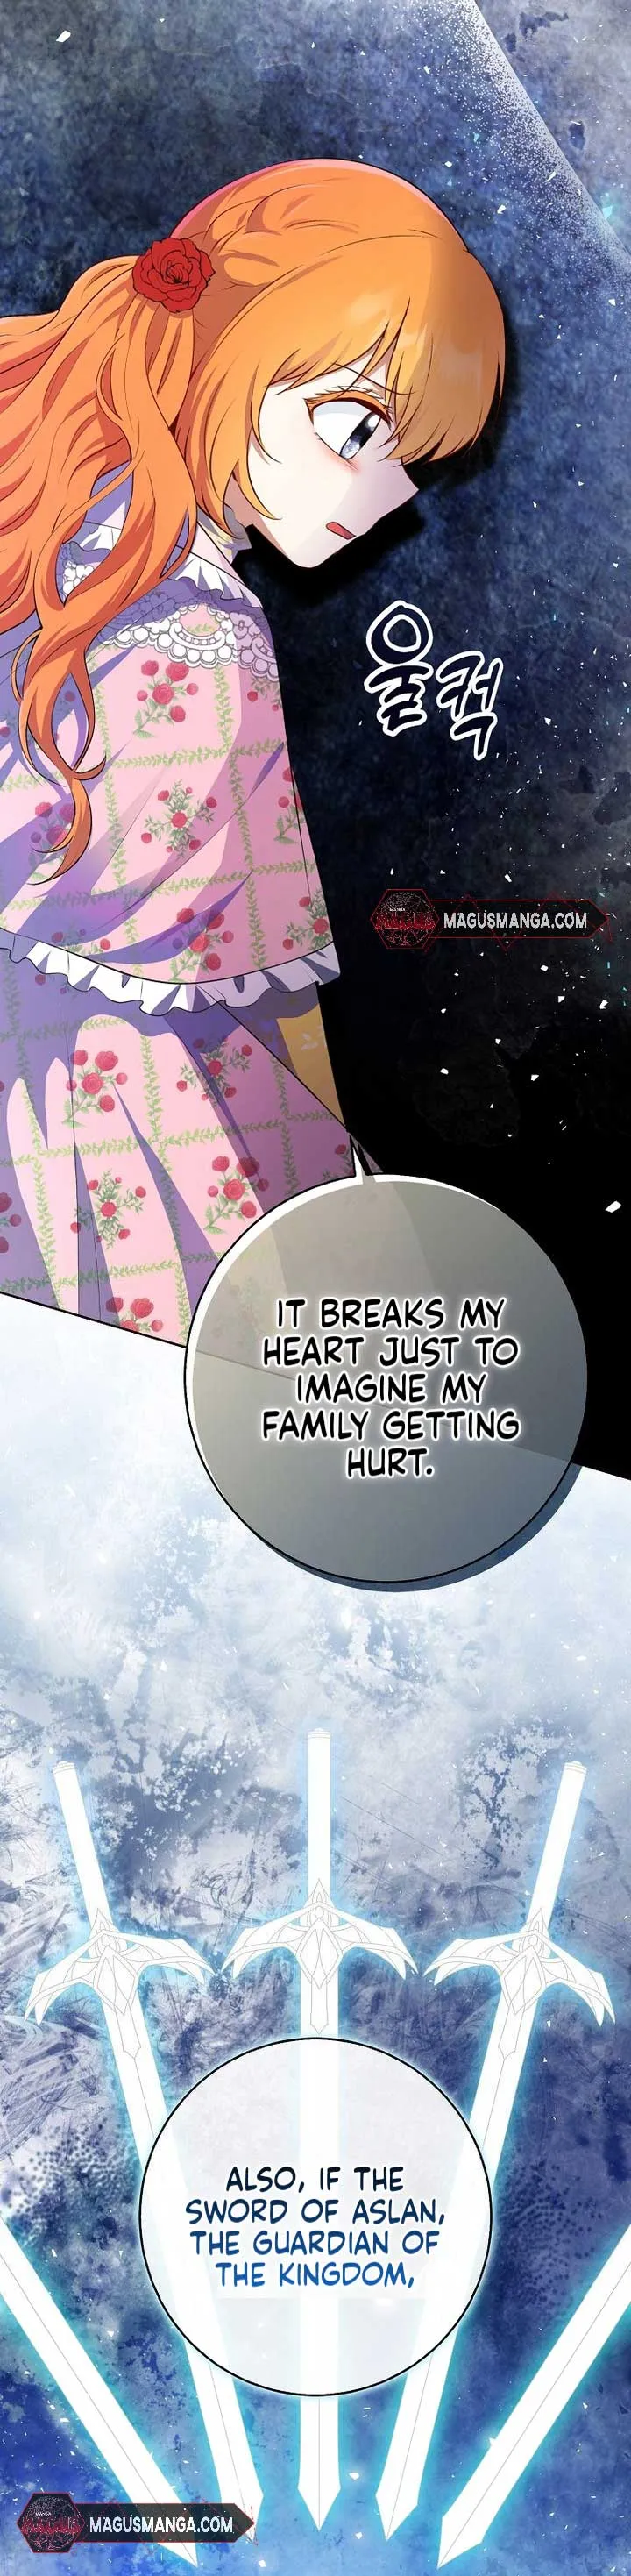 울컥
MAGUSMANGA.COM
IT BREAKS MY
HEART JUST TO
IMAGINE MY
FAMILY GETTING
HURT.
ALSO, IF THE
SWORD OF ASLAN,
THE GUARDIAN OF
THE KINGDOM,
MAGUSMANGA.COM